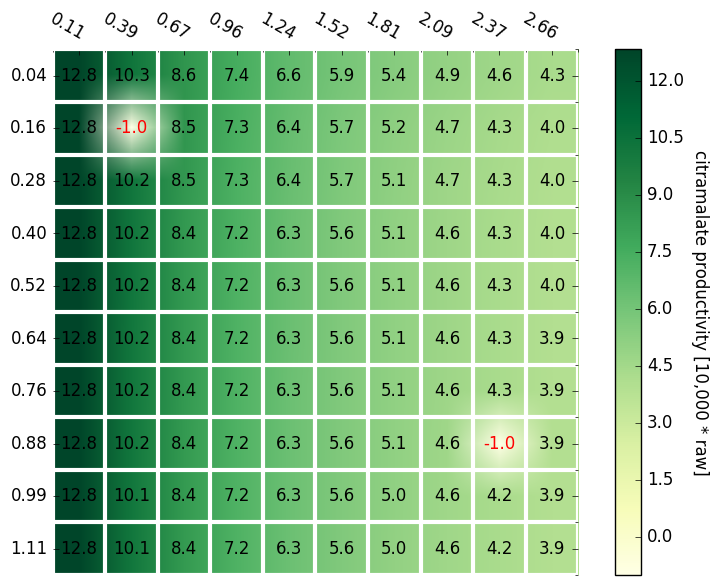 0.11 0.39 0.67 0.96 1.24 1.52 1.81 2.09 2.37 2.66
0.04 12.8 10.3 8.6 7.4 6.6 5.9 5.4 4.9 4.6 4.3
0.16 12.8 -1.0 8.5 7.3 6.4 5.7 5.2 4.7 4.3 4.0
0.28 12.8 10.2 8.5 7.3 6.4 5.7 5.1 4.7 4.3 4.0
0.40 12.8 10.2 8.4 7.2 6.3 5.6 5.1 4.6 4.3 4.0
0.52 12.8 10.2 8.4 7.2 6.3 5.6 5.1 4.6 4.3 4.0
0.64 12.8 10.2 8.4 7.2 6.3 5.6 5.1 4.6 4.3 3.9
0.76 12.8 10.2 8.4 7.2 6.3 5.6 5.1 4.6 4.3 3.9
0.88 12.8 10.2 8.4 7.2 6.3 5.6 5.1 4.6 -1.0 3.9
0.99 12.8 10.1 8.4 7.2 6.3 5.6 5.0 4.6 4.2 3.9
1.11 12.8 10.1 8.4 7.2 6.3 5.6 5.0 4.6 4.2 3.9
12.0
10.5
9.0
7.5
6.0
4.5
3.0
1.5
0.0
citramalate productivity [10,000 * raw]